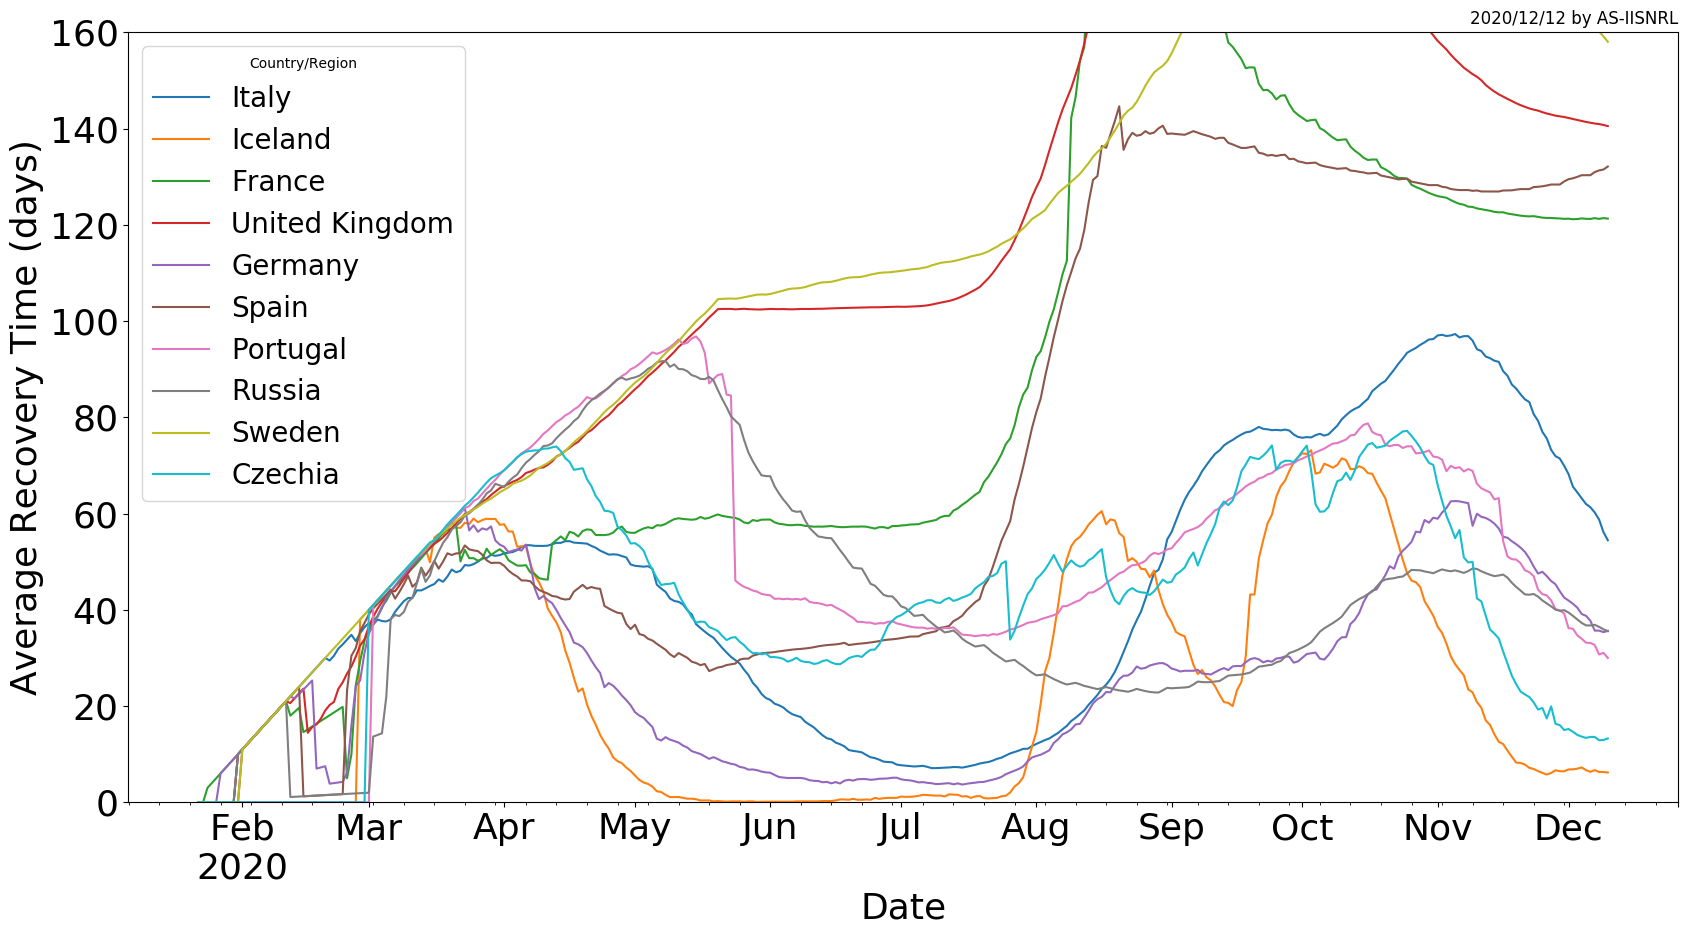 2020/12/12 by AS-IISNRL
Average Recovery Time (days)
160
140
120
100
80
60
40
20
0
Country/Region
Italy
Iceland
France
United Kingdom
Germany
Spain
Portugal
Russia
Sweden
Czechia
Feb Mar Apr May Jun Jul Aug Sep Oct Nov Dec
2020
Date